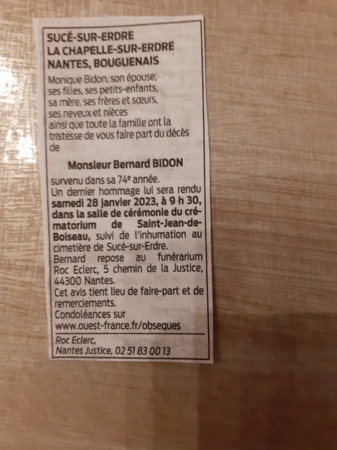 SUCÉ-SUR-ERDRE
LA CHAPELLE-SUR-ERDRE
NANTES, BOUGUENAIS
Monique Bidon, son épouse;
ses filles, ses petits-enfants,
sa mère, ses frères et sœurs,
ses neveux et nièces
ainsi que toute la famille ont la
tristesse de vous faire part du décès
de
Monsieur Bernard BIDON
survenu dans sa 74e année.
Un dernier hommage lui sera rendu
samedi 28 janvier 2023, à 9 h 30,
dans la salle de cérémonie du cré-
matorium de Saint-Jean-de-
Boiseau, suivi de l'inhumation au
cimetière de Sucé-sur-Erdre.
Bernard repose au funérarium
Roc Eclerc, 5 chemin de la Justice,
44300 Nantes.
Cet avis tient lieu de faire-part et de
remerciements.
Condoléances sur
www.ouest-france.fr/obseques
Roc Eclerc,
Nantes Justice, 02 51 83 00 13